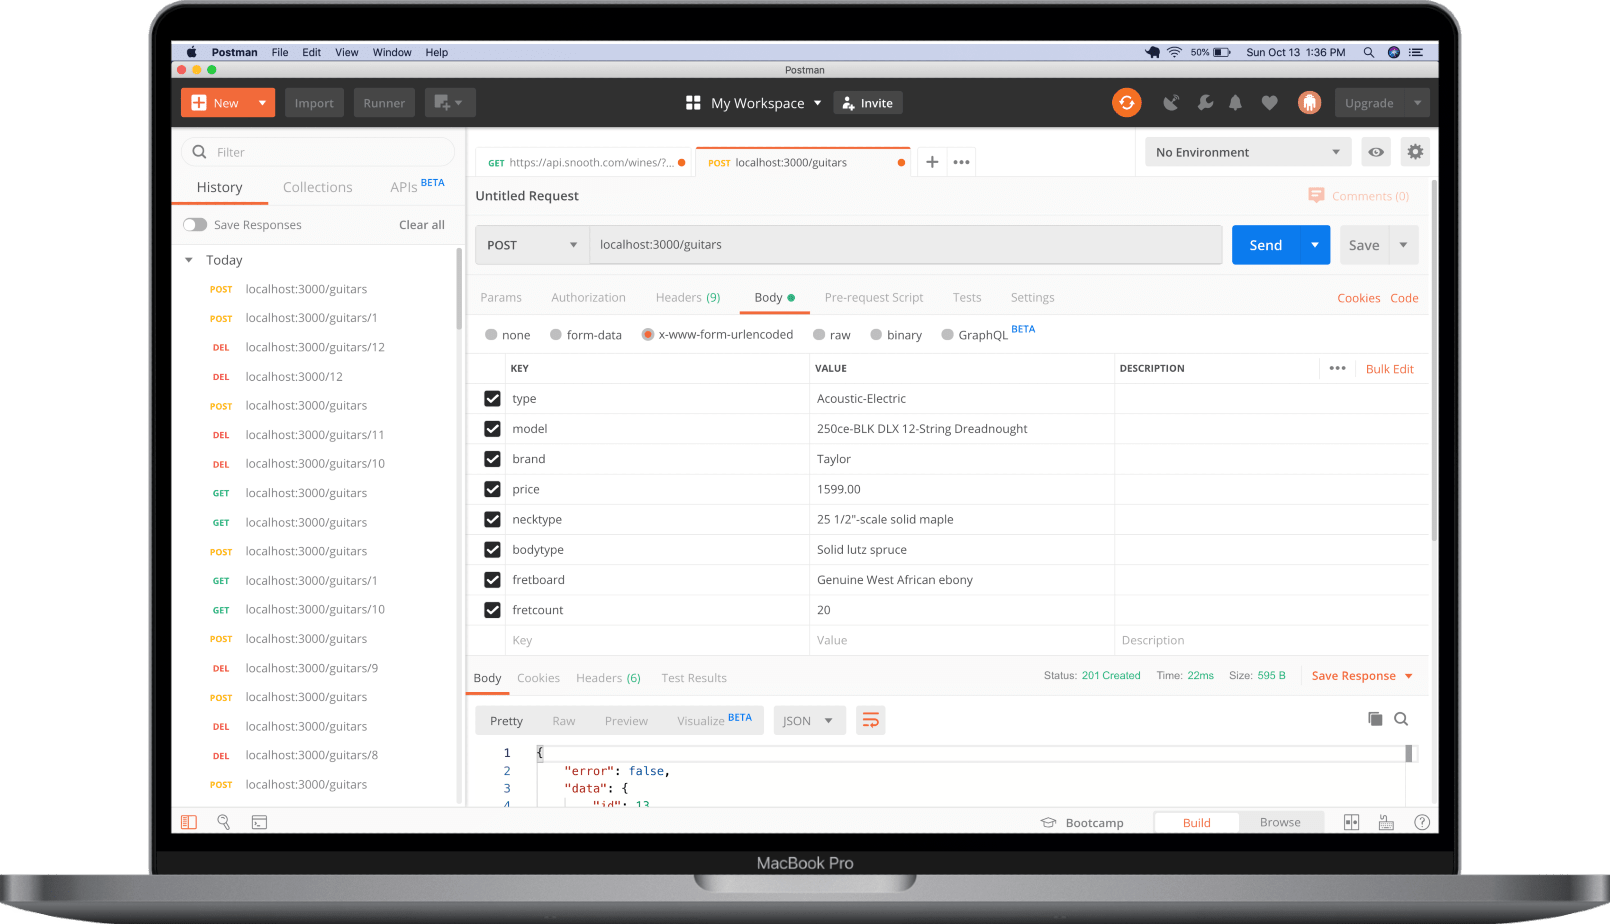 Postman File Edit View Window Help 50% Sun Oct 13 1:36 PM
Postman
New Import Runner My Workspace Invite Upgrade
Filter
GET https://api.snooth.com/wines/?... POST localhost:3000/guitars No Environment
History Collections APIs BETA
Untitled Request Comments (0)
Save Responses Clear all
POST localhost:3000/guitars Send Save
Today
POST localhost:3000/guitars
POST localhost:3000/guitars/1
DEL localhost:3000/guitars/12
DEL localhost:3000/12
POST localhost:3000/guitars
DEL localhost:3000/guitars/11
DEL localhost:3000/guitars/10
GET localhost:3000/guitars
GET localhost:3000/guitars
POST localhost:3000/guitars
GET localhost:3000/guitars/1
GET localhost:3000/guitars/10
POST localhost:3000/guitars
DEL localhost:3000/guitars/9
POST localhost:3000/guitars
DEL localhost:3000/guitars
DEL localhost:3000/guitars/8
POST localhost:3000/guitars
Params Authorization Headers (9) Body Pre-request Script Tests Settings Cookies Code
none form-data x-www-form-urlencoded raw binary GraphQL BETA
KEY VALUE DESCRIPTION Bulk Edit
type Acoustic-Electric
model 250ce-BLK DLX 12-String Dreadnought
brand Taylor
price 1599.00
necktype 25 1/2"-scale solid maple
bodytype Solid lutz spruce
fretboard Genuine West African ebony
fretcount 20
Key Value Description
Body Cookies Headers (6) Test Results Status: 201 Created Time: 22ms Size: 595 B Save Response
Pretty Raw Preview Visualize BETA JSON
1 {
2 "error": false,
3 "data": {
4 "id": 13
Bootcamp Build Browse
MacBook Pro